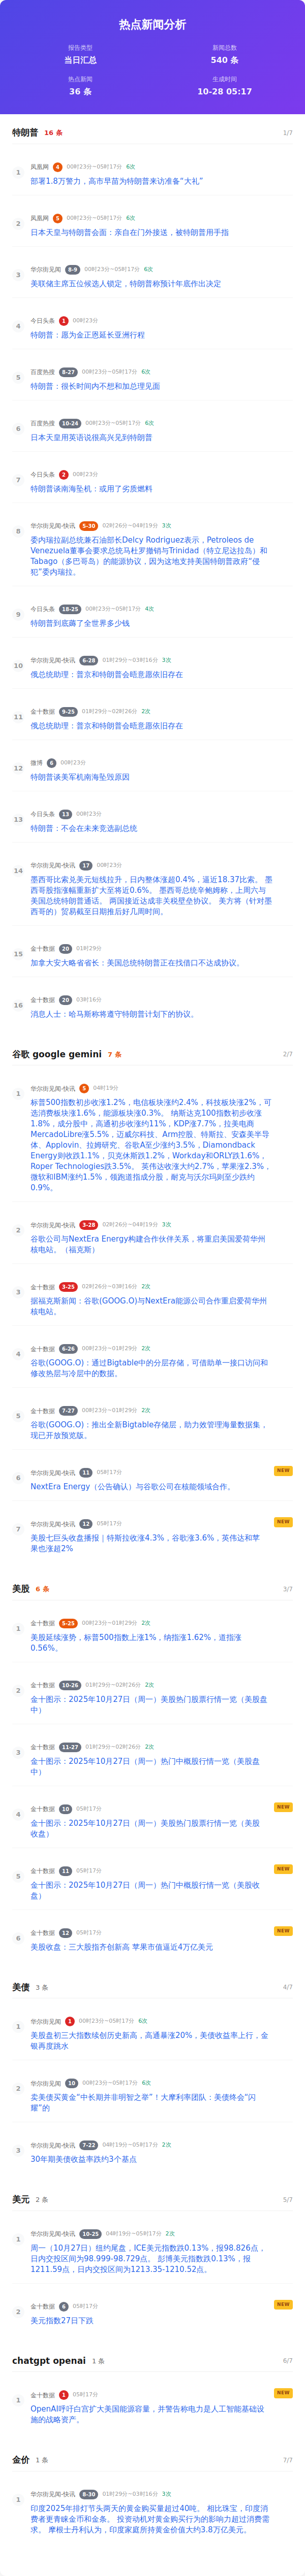 热点新闻分析
报告类型
新闻总数
当日汇总
540 条
热点新闻
生成时间
36 条
10-28 05:17
特朗普 16 条 1/7
1
凤凰网 4 00时23分~05时17分 6次
部署1.8万警力，高市早苗为特朗普来访准备“大礼”
2
凤凰网 5 00时23分~05时17分 6次
日本天皇与特朗普会面：亲自在门外接送，被特朗普用手指
3
华尔街见闻 8-9 00时23分~05时17分 6次
美联储主席五位候选人锁定，特朗普称预计年底作出决定
4
今日头条 1 00时23分
特朗普：愿为金正恩延长亚洲行程
5
百度热搜 8-27 00时23分~05时17分 6次
特朗普：很长时间内不想和加总理见面
6
百度热搜 10-24 00时23分~05时17分 6次
日本天皇用英语说很高兴见到特朗普
7
今日头条 2 00时23分
特朗普谈南海坠机：或用了劣质燃料
8
华尔街见闻-快讯 5-30 02时26分~04时19分 3次
委内瑞拉副总统兼石油部长Delcy Rodriguez表示，Petroleos de
Venezuela董事会要求总统马杜罗撤销与Trinidad（特立尼达拉岛）和
Tabago（多巴哥岛）的能源协议，因为这地支持美国特朗普政府“侵
犯”委内瑞拉。
9
今日头条 18-25 00时23分~05时17分 4次
特朗普到底薅了全世界多少钱
10
华尔街见闻-快讯 6-28 01时29分~03时16分 3次
俄总统助理：普京和特朗普会晤意愿依旧存在
11
金十数据 9-25 01时29分~02时26分 2次
俄总统助理：普京和特朗普会晤意愿依旧存在
12
微博 6 00时23分
特朗普谈美军机南海坠毁原因
13
今日头条 13 00时23分
特朗普：不会在未来竞选副总统
14
华尔街见闻-快讯 17 00时23分
墨西哥比索兑美元短线拉升，日内整体涨超0.4%，逼近18.37比索。 墨
西哥股指涨幅重新扩大至将近0.6%。 墨西哥总统辛鲍姆称，上周六与
美国总统特朗普通话。 两国接近达成非关税壁垒协议。 美方将（针对墨
西哥的）贸易截至日期推后好几周时间。
15
金十数据 20 01时29分
加拿大安大略省省长：美国总统特朗普正在找借口不达成协议。
16
金十数据 20 03时16分
消息人士：哈马斯称将遵守特朗普计划下的协议。
谷歌 google gemini 7 条 2/7
1
华尔街见闻-快讯 5 04时19分
标普500指数初步收涨1.2%，电信板块涨约2.4%，科技板块涨2%，可
选消费板块涨1.6%，能源板块涨0.3%。 纳斯达克100指数初步收涨
1.8%，成分股中，高通初步收涨约11%，KDP涨7.7%，拉美电商
MercadoLibre涨5.5%，迈威尔科技、Arm控股、特斯拉、安森美半导
体、Applovin、拉姆研究、谷歌A至少涨约3.5%，Diamondback
Energy则收跌1.1%，贝克休斯跌1.2%，Workday和ORLY跌1.6%，
Roper Technologies跌3.5%。 英伟达收涨大约2.7%，苹果涨2.3%，
微软和IBM涨约1.5%，领跑道指成分股，耐克与沃尔玛则至少跌约
0.9%。
2
华尔街见闻-快讯 3-28 02时26分~04时19分 3次
谷歌公司与NextEra Energy构建合作伙伴关系，将重启美国爱荷华州
核电站。（福克斯）
3
金十数据 3-25 02时26分~03时16分 2次
据福克斯新闻：谷歌(GOOG.O)与NextEra能源公司合作重启爱荷华州
核电站。
4
金十数据 6-26 00时23分~01时29分 2次
谷歌(GOOG.O)：通过Bigtable中的分层存储，可借助单一接口访问和
修改热层与冷层中的数据。
5
金十数据 7-27 00时23分~01时29分 2次
谷歌(GOOG.O)：推出全新Bigtable存储层，助力效管理海量数据集，
现已开放预览版。
6
华尔街见闻-快讯 11 05时17分 NEW
NextEra Energy（公告确认）与谷歌公司在核能领域合作。
7
华尔街见闻-快讯 12 05时17分 NEW
美股七巨头收盘播报｜特斯拉收涨4.3%，谷歌涨3.6%，英伟达和苹
果也涨超2%
美股 6 条 3/7
1
金十数据 5-25 00时23分~01时29分 2次
美股延续涨势，标普500指数上涨1%，纳指涨1.62%，道指涨
0.56%。
2
金十数据 10-26 01时29分~02时26分 2次
金十图示：2025年10月27日（周一）美股热门股票行情一览（美股盘
中）
3
金十数据 11-27 01时29分~02时26分 2次
金十图示：2025年10月27日（周一）热门中概股行情一览（美股盘
中）
4
金十数据 10 05时17分 NEW
金十图示：2025年10月27日（周一）美股热门股票行情一览（美股
收盘）
5
金十数据 11 05时17分 NEW
金十图示：2025年10月27日（周一）热门中概股行情一览（美股收
盘）
6
金十数据 12 05时17分 NEW
美股收盘：三大股指齐创新高 苹果市值逼近4万亿美元
美债 3 条 4/7
1
华尔街见闻 1 00时23分~05时17分 6次
美股盘初三大指数续创历史新高，高通暴涨20%，美债收益率上行，金
银再度跳水
2
华尔街见闻 10 00时23分~05时17分 6次
卖美债买黄金“中长期并非明智之举”！大摩利率团队：美债终会“闪
耀”的
3
华尔街见闻-快讯 7-22 04时19分~05时17分 2次
30年期美债收益率跌约3个基点
美元 2 条 5/7
1
华尔街见闻-快讯 10-25 04时19分~05时17分 2次
周一（10月27日）纽约尾盘，ICE美元指数跌0.13%，报98.826点，
日内交投区间为98.999-98.729点。 彭博美元指数跌0.13%，报
1211.59点，日内交投区间为1213.35-1210.52点。
2
金十数据 6 05时17分 NEW
美元指数27日下跌
chatgpt openai 1 条 6/7
1
金十数据 1 05时17分 NEW
OpenAI呼吁白宫扩大美国能源容量，并警告称电力是人工智能基础设
施的战略资产。
金价 1 条 7/7
1
华尔街见闻-快讯 8-30 01时29分~03时16分 3次
印度2025年排灯节头两天的黄金购买量超过40吨。 相比珠宝，印度消
费者更青睐金币和金条。 投资动机对黄金购买行为的影响力超过消费需
求。 摩根士丹利认为，印度家庭所持黄金价值大约3.8万亿美元。